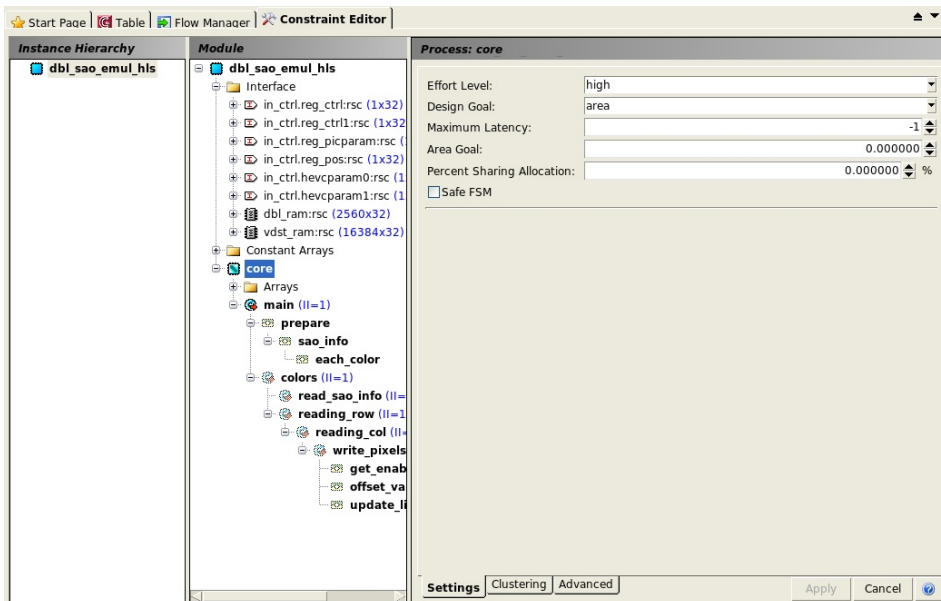 Start Page Table Flow Manager Constraint Editor
Instance Hierarchy
dbl_sao_emul_hls
Module
dbl_sao_emul_hls
Interface
in_ctrl.reg_ctrl:rsc (1x32)
in_ctrl.reg_ctrl1:rsc (1x32
in_ctrl.reg_picparam:rsc (
in_ctrl.reg_pos:rsc (1x32)
in_ctrl.hevcparam0:rsc (1
in_ctrl.hevcparam1:rsc (1
dbl_ram:rsc (2560x32)
vdst_ram:rsc (16384x32)
Constant Arrays
core
Arrays
main (II=1)
prepare
sao_info
each_color
colors (II=1)
read_sao_info (II=
reading_row (II=1
reading_col (II=
write_pixels
get_enab
offset_va
update_li
Process: core
Effort Level: high
Design Goal: area
Maximum Latency: -1
Area Goal: 0.000000
Percent Sharing Allocation: 0.000000 %
Safe FSM
Settings Clustering Advanced
Apply Cancel